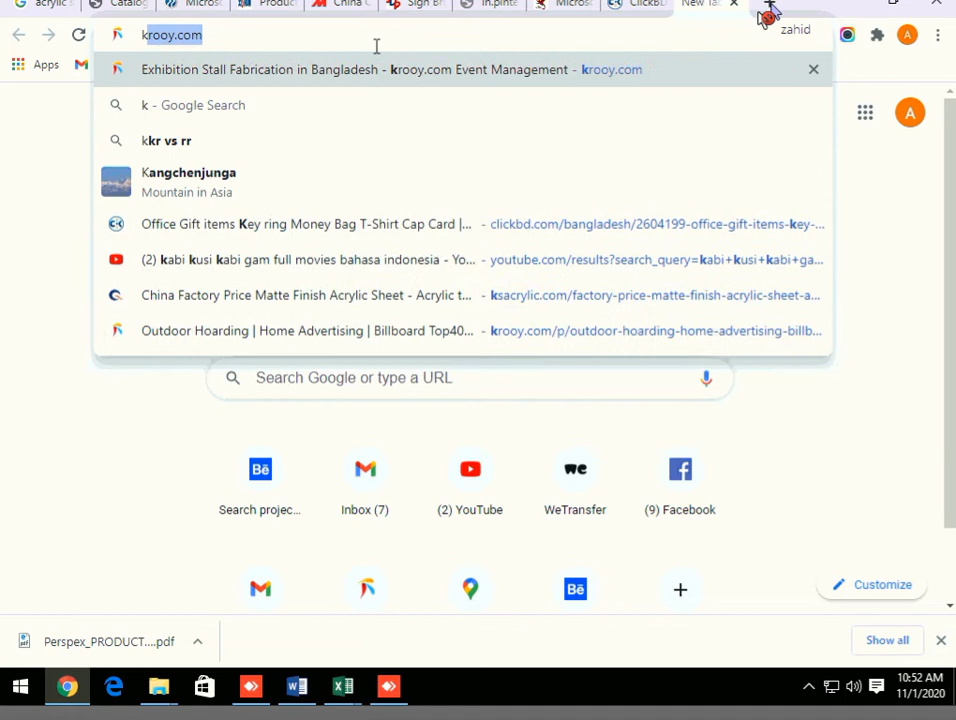 acrylic s
Catalog
Microso
Product
China C
Sign Br
in.pinte
Microso
ClickBD
New Tab
zahid
krooy.com
A
Apps
Exhibition Stall Fabrication in Bangladesh - krooy.com Event Management - krooy.com
k - Google Search
kkr vs rr
Kangchenjunga
Mountain in Asia
Office Gift items Key ring Money Bag T-Shirt Cap Card |... - clickbd.com/bangladesh/2604199-office-gift-items-key-...
(2) kabi kusi kabi gam full movies bahasa indonesia - Yo... - youtube.com/results?search_query=kabi+kusi+kabi+ga...
China Factory Price Matte Finish Acrylic Sheet - Acrylic t... - ksacrylic.com/factory-price-matte-finish-acrylic-sheet-a...
Outdoor Hoarding | Home Advertising | Billboard Top40... - krooy.com/p/outdoor-hoarding-home-advertising-billb...
A
Search Google or type a URL
Bē
we
Search projec...
Inbox (7)
(2) YouTube
WeTransfer
(9) Facebook
Bē
Customize
Perspex_PRODUCT....pdf
Show all
10:52 AM
11/1/2020